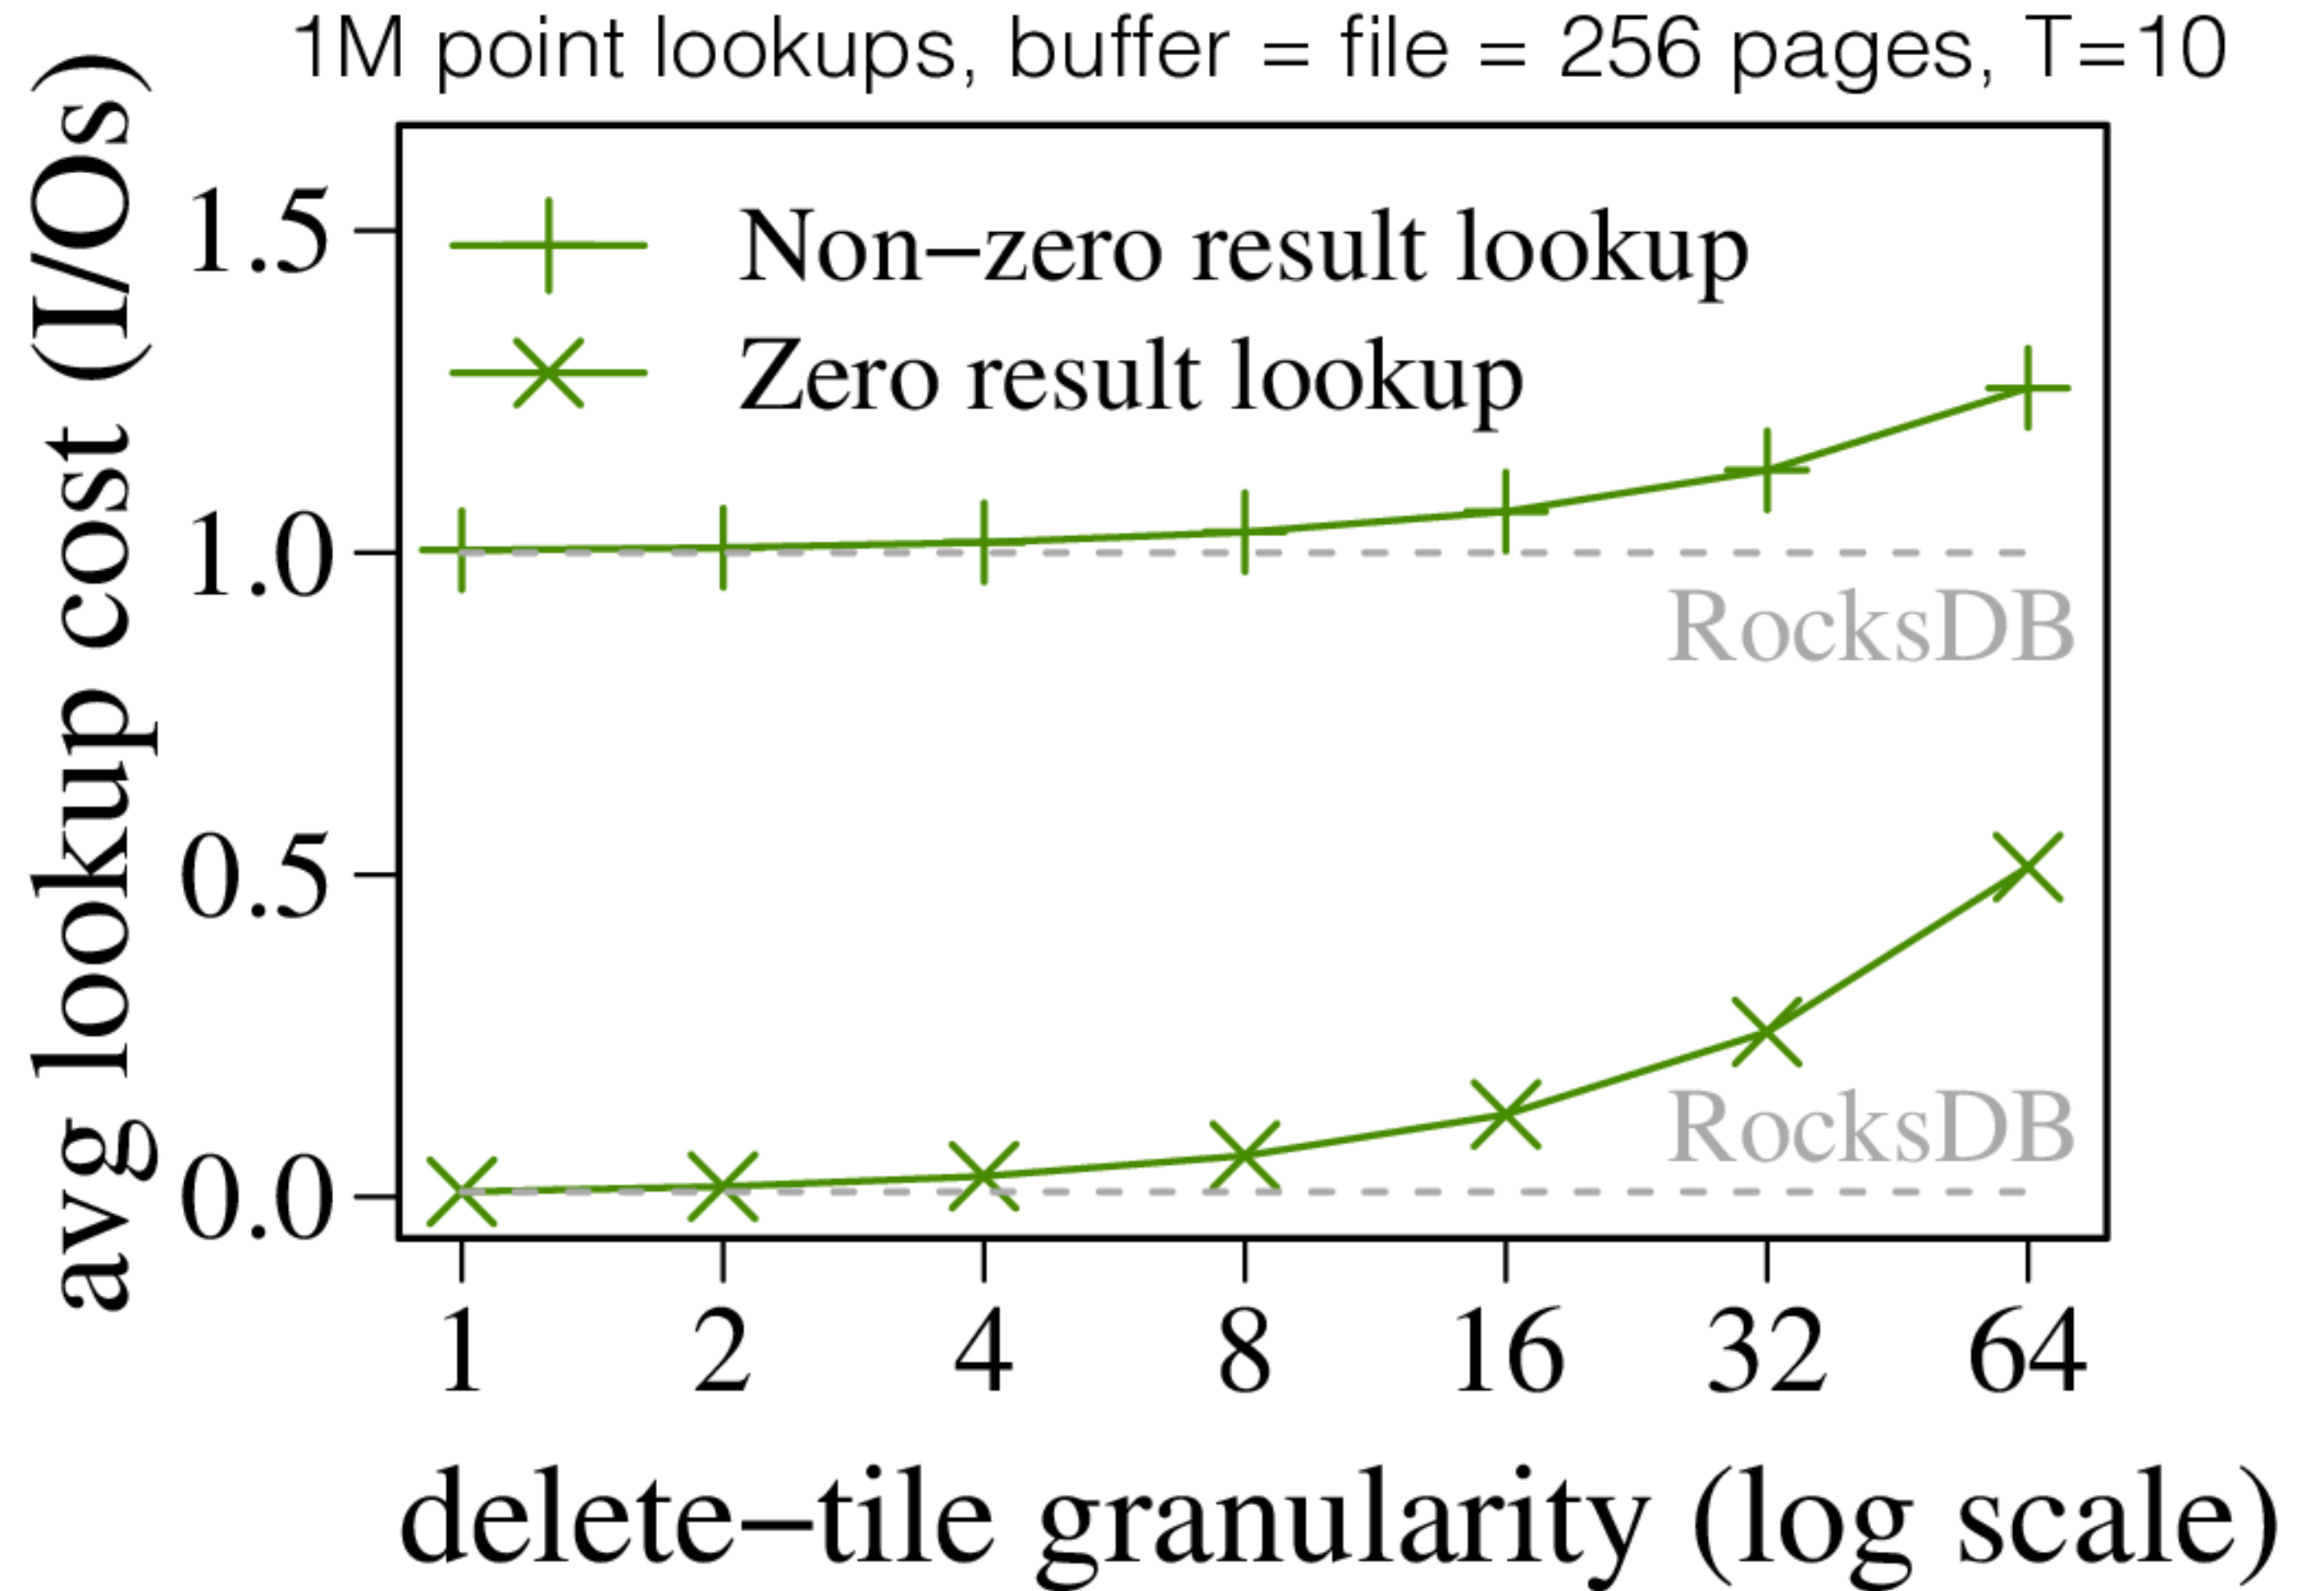 1M point lookups, buffer = file = 256 pages, T=10
avg lookup cost (I/Os)
1.5
1.0
0.5
0.0
Non−zero result lookup
Zero result lookup
RocksDB
RocksDB
1 2 4 8 16 32 64
delete−tile granularity (log scale)